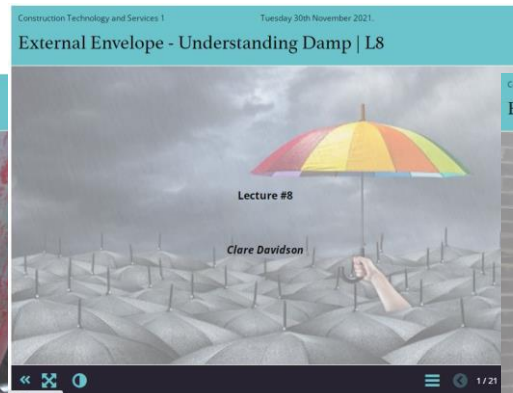 Construction Technology and Services 1
Tuesday 30th November 2021.
External Envelope - Understanding Damp | L8
Lecture #8
Clare Davidson
1 / 21